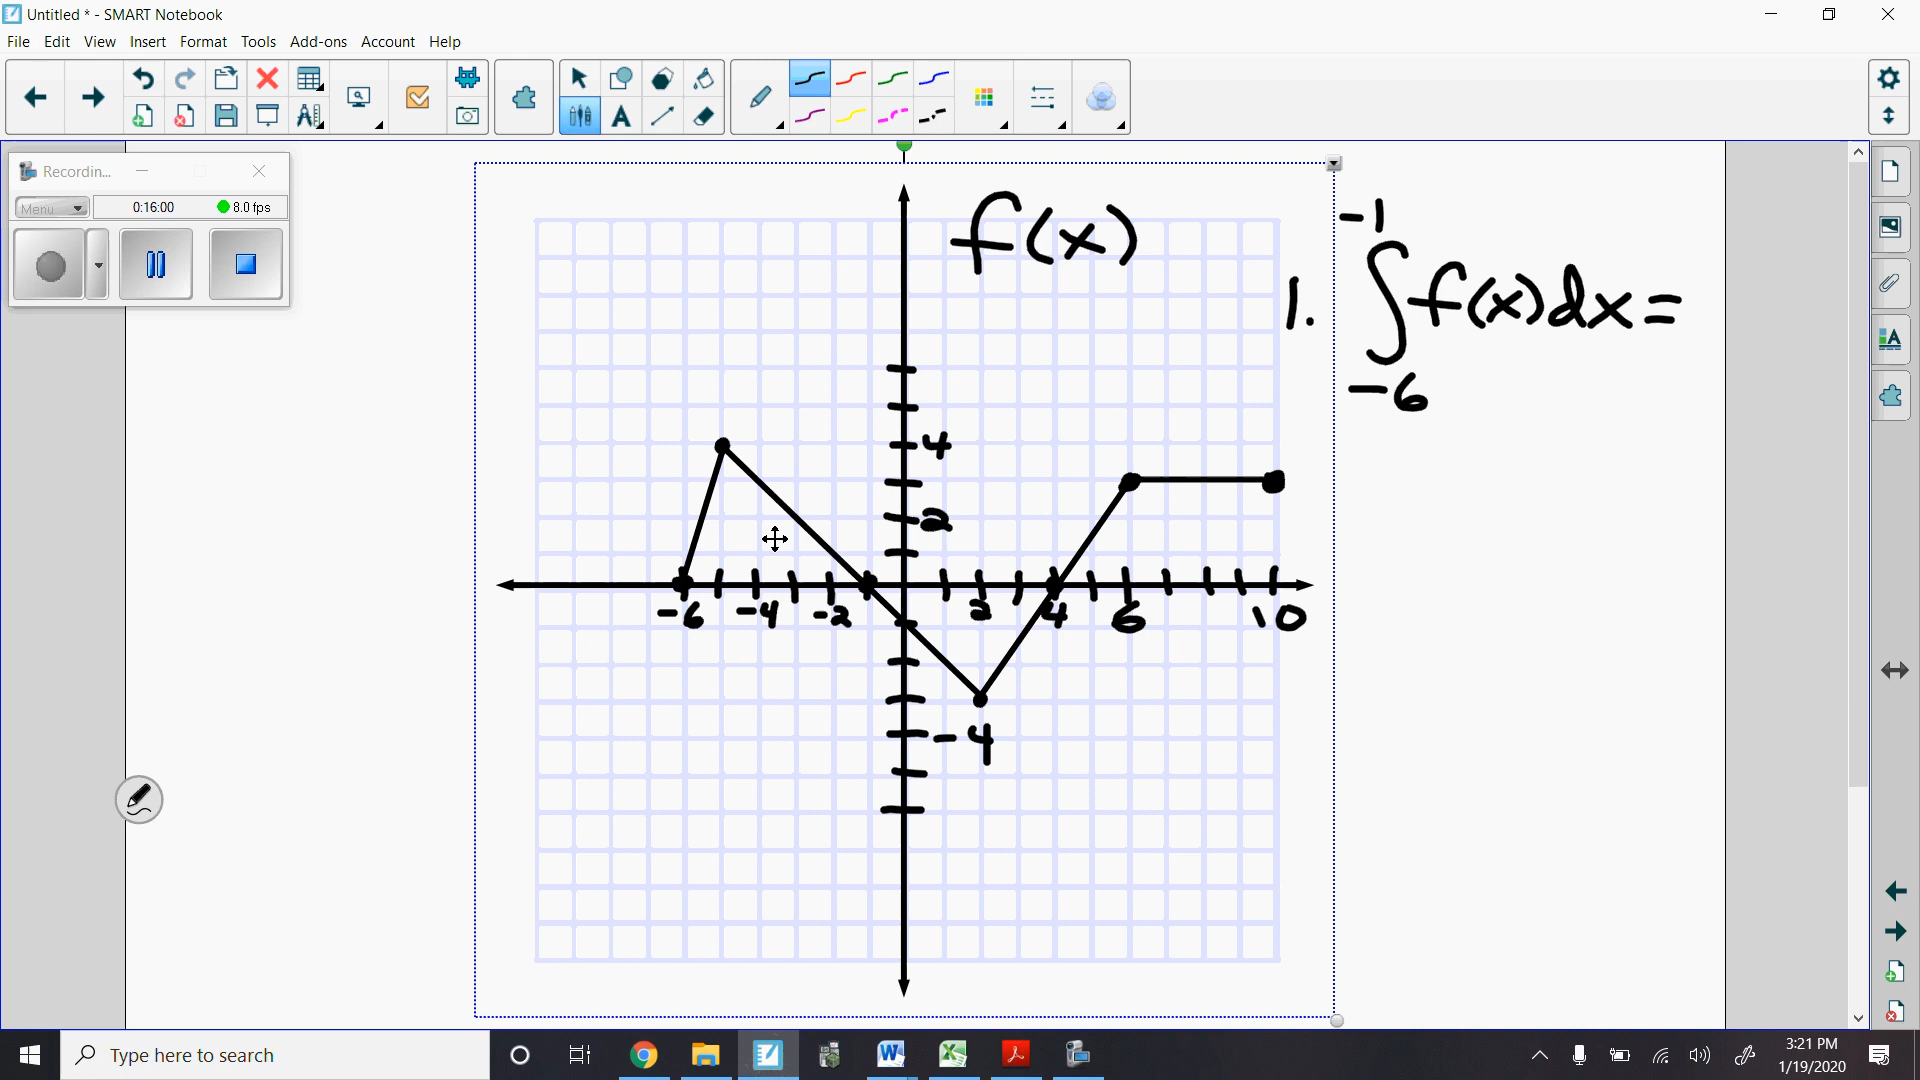 Untitled * - SMART Notebook
File Edit View Insert Format Tools Add-ons Account Help
Recordin...
Menu 0:16:00 8.0 fps
f(x)
-1
1. ∫f(x)dx=
-6
4
2
-6 -4 -2 2 4 6 10
-4
Type here to search
3:21 PM
1/19/2020